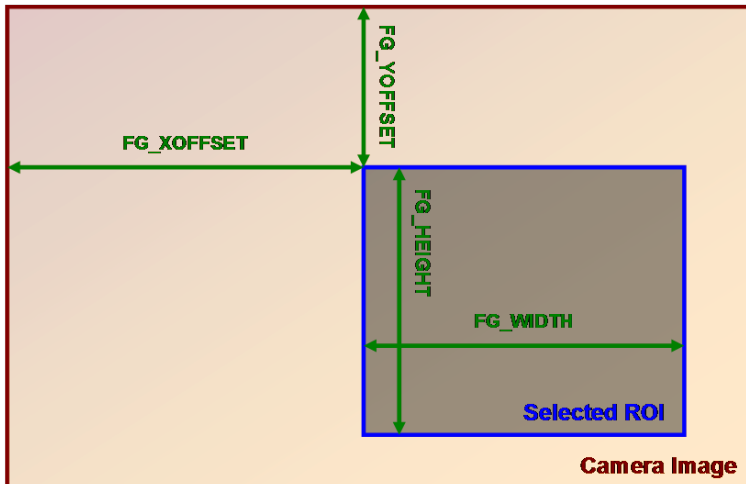 FG_YOFFSET
FG_XOFFSET
FG_HEIGHT
FG_WIDTH
Selected ROI
Camera Image